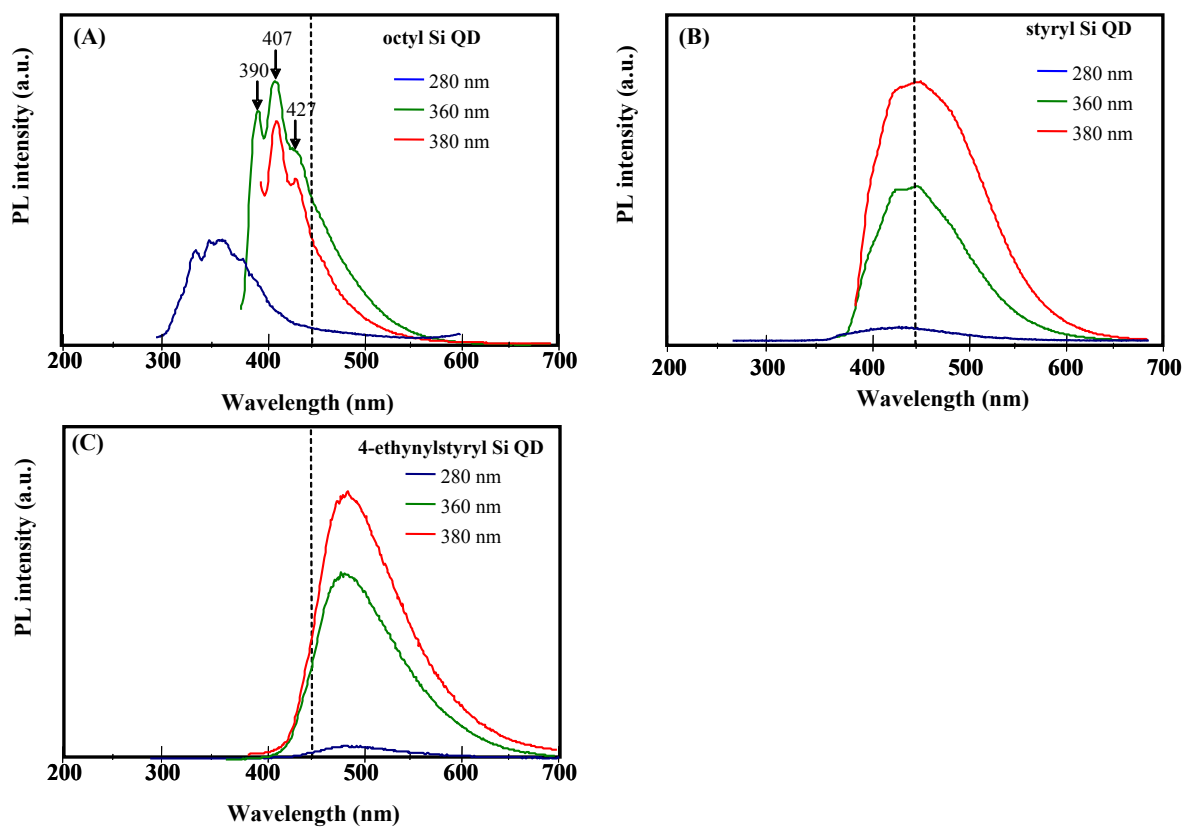 (A)
octyl Si QD
407
390
427
280 nm
360 nm
380 nm
PL intensity (a.u.)
200 300 400 500 600 700
Wavelength (nm)
(B)
styryl Si QD
280 nm
360 nm
380 nm
PL intensity (a.u.)
200 300 400 500 600 700
Wavelength (nm)
(C)
4-ethynylstyryl Si QD
280 nm
360 nm
380 nm
PL intensity (a.u.)
200 300 400 500 600 700
Wavelength (nm)